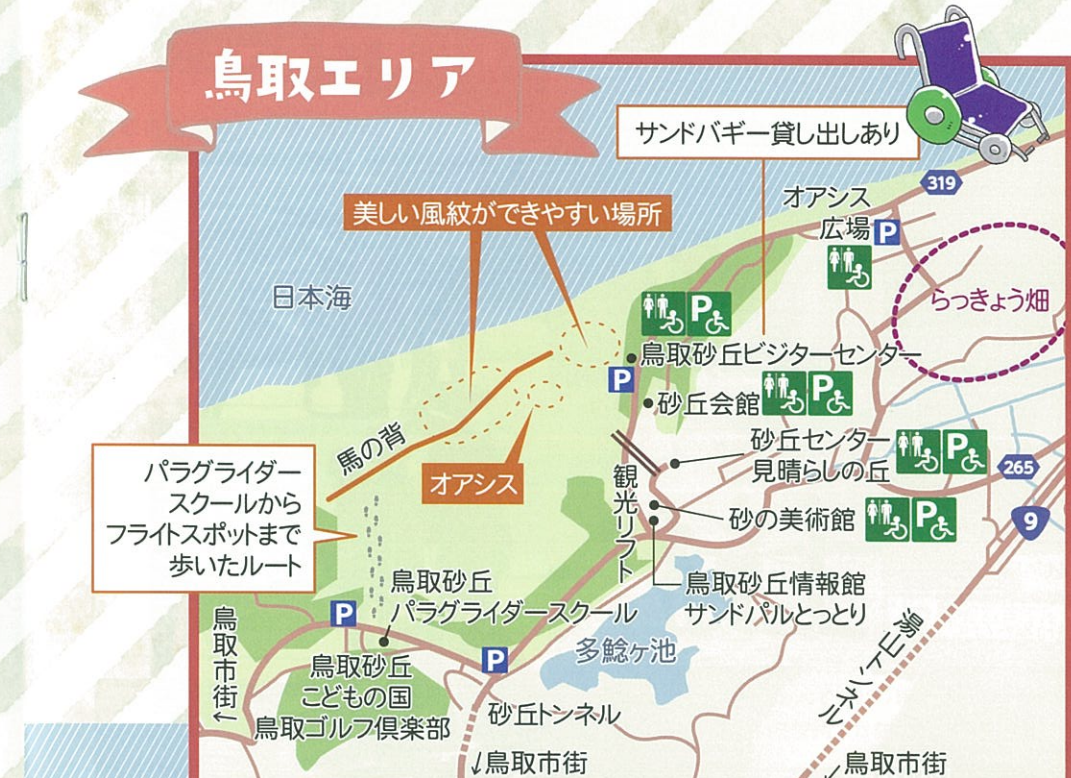 鳥取エリア
サンドバギー貸し出しあり
319
美しい風紋ができやすい場所
オアシス
広場 P
日本海
らっきょう畑
P
鳥取砂丘ビジターセンター
P
砂丘会館 P
馬の背
オアシス
砂丘センター
見晴らしの丘 P
265
パラグライダー
スクールから
フライトスポットまで
歩いたルート
観光リフト
砂の美術館 P
9
鳥取砂丘
パラグライダースクール
鳥取砂丘情報館
サンドパルとっとり
P
鳥取市街↓
鳥取砂丘
こどもの国
鳥取ゴルフ倶楽部
P
多鯰ヶ池
湯山トンネル
砂丘トンネル
↓鳥取市街
↓鳥取市街